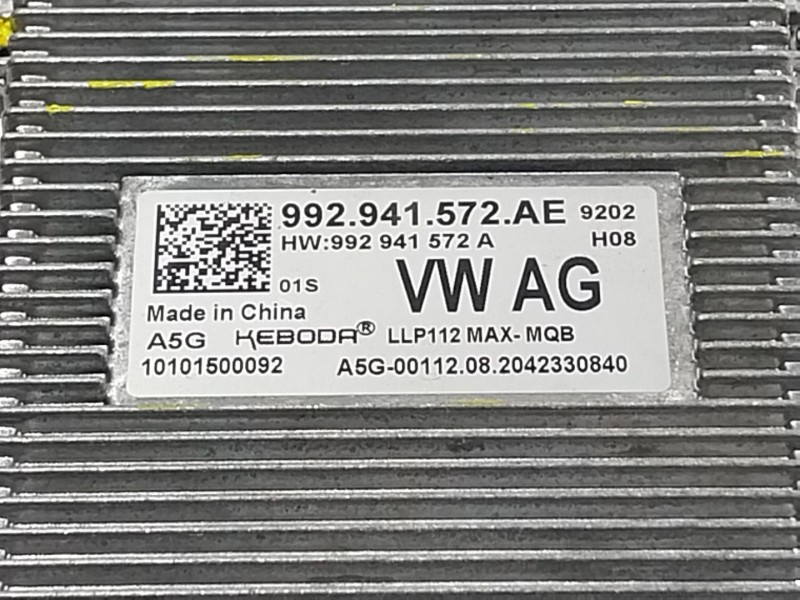 992.941.572.AE 9202
HW:992 941 572 A H08
01S VW AG
Made in China
A5G KEBODA® LLP112 MAX-MQB
10101500092 A5G-00112.08.2042330840